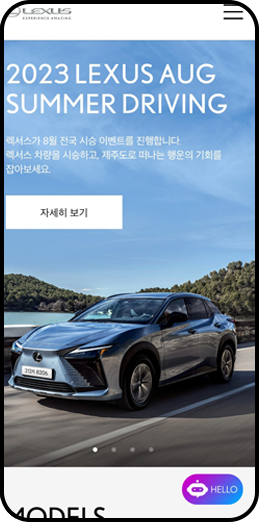 LEXUS
EXPERIENCE AMAZING
2023 LEXUS AUG
SUMMER DRIVING
렉서스가 8월 전국 시승 이벤트를 진행합니다.
렉서스 차량을 시승하고, 제주도로 떠나는 행운의 기회를
잡아보세요.
자세히 보기
HELLO
MODELS